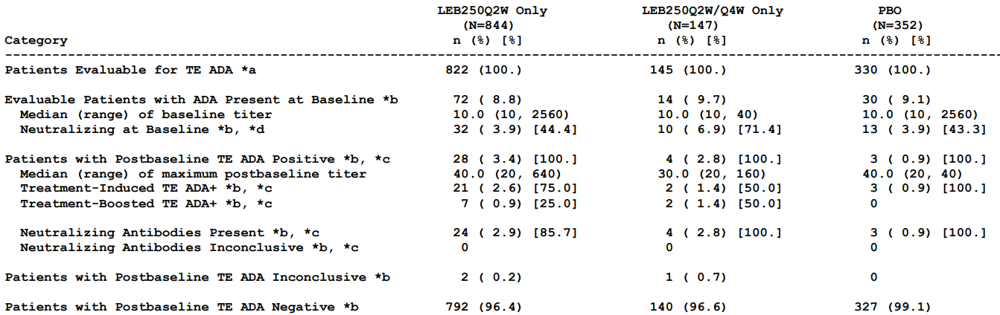 LEB250Q2W Only LEB250Q2W/Q4W Only PBO
(N=844) (N=147) (N=352)
Category n (%) [%] n (%) [%] n (%) [%]
Patients Evaluable for TE ADA *a 822 (100.) 145 (100.) 330 (100.)
Evaluable Patients with ADA Present at Baseline *b 72 ( 8.8) 14 ( 9.7) 30 ( 9.1)
Median (range) of baseline titer 10.0 (10, 2560) 10.0 (10, 40) 10.0 (10, 2560)
Neutralizing at Baseline *b, *d 32 ( 3.9) [44.4] 10 ( 6.9) [71.4] 13 ( 3.9) [43.3]
Patients with Postbaseline TE ADA Positive *b, *c 28 ( 3.4) [100.] 4 ( 2.8) [100.] 3 ( 0.9) [100.]
Median (range) of maximum postbaseline titer 40.0 (20, 640) 30.0 (20, 160) 40.0 (20, 40)
Treatment-Induced TE ADA+ *b, *c 21 ( 2.6) [75.0] 2 ( 1.4) [50.0] 3 ( 0.9) [100.]
Treatment-Boosted TE ADA+ *b, *c 7 ( 0.9) [25.0] 2 ( 1.4) [50.0] 0
Neutralizing Antibodies Present *b, *c 24 ( 2.9) [85.7] 4 ( 2.8) [100.] 3 ( 0.9) [100.]
Neutralizing Antibodies Inconclusive *b, *c 0 0 0
Patients with Postbaseline TE ADA Inconclusive *b 2 ( 0.2) 1 ( 0.7) 0
Patients with Postbaseline TE ADA Negative *b 792 (96.4) 140 (96.6) 327 (99.1)